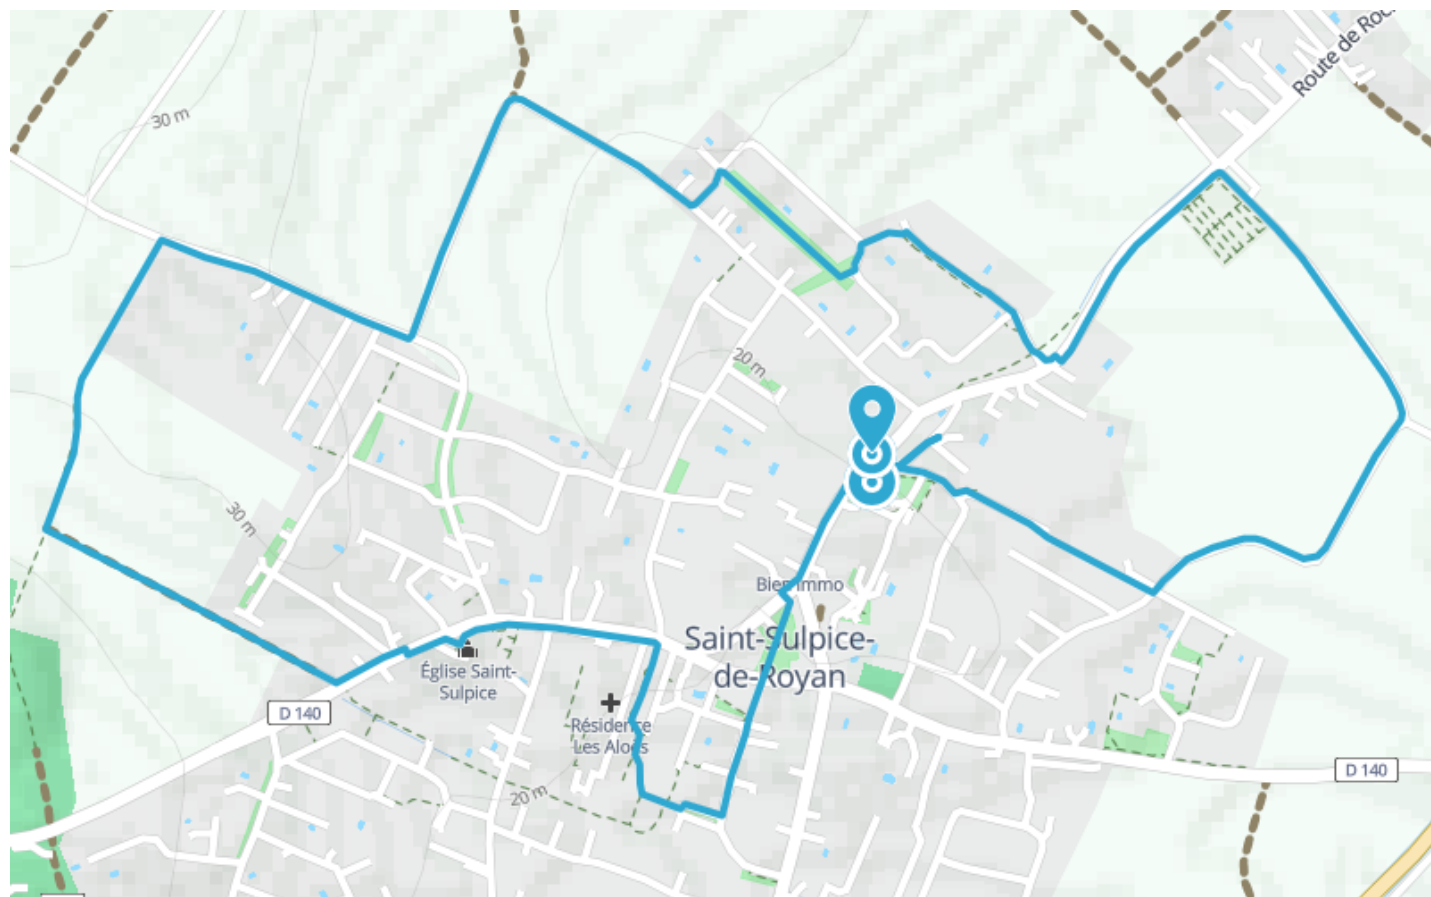 Route de Roc
30 m
20 m
30 m
Bien Immo
Saint-Sulpice-
de-Royan
Église Saint-
Sulpice
D 140
Résidence
Les Aloès
20 m
D 140